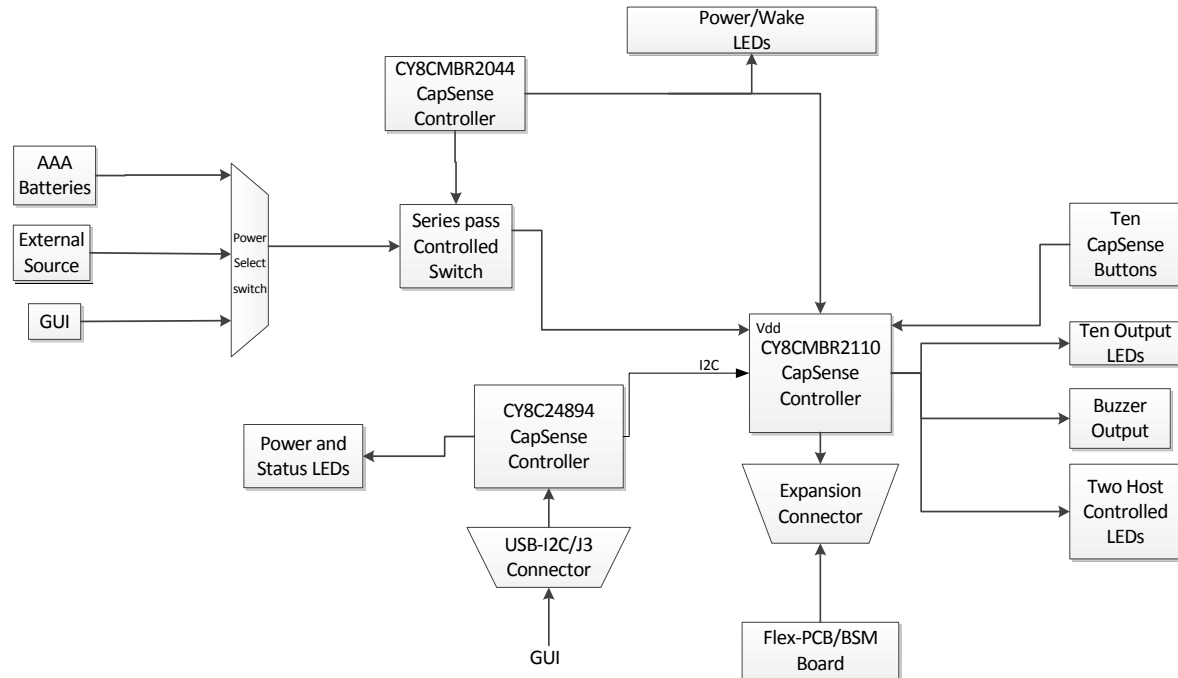 Power/Wake
LEDs
CY8CMBR2044
CapSense
Controller
AAA
Batteries
External
Source
GUI
Power
Select
switch
Series pass
Controlled
Switch
Ten
CapSense
Buttons
Vdd
CY8CMBR2110
CapSense
Controller
Ten Output
LEDs
I2C
Buzzer
Output
CY8C24894
CapSense
Controller
Power and
Status LEDs
Two Host
Controlled
LEDs
Expansion
Connector
USB-I2C/J3
Connector
GUI
Flex-PCB/BSM
Board